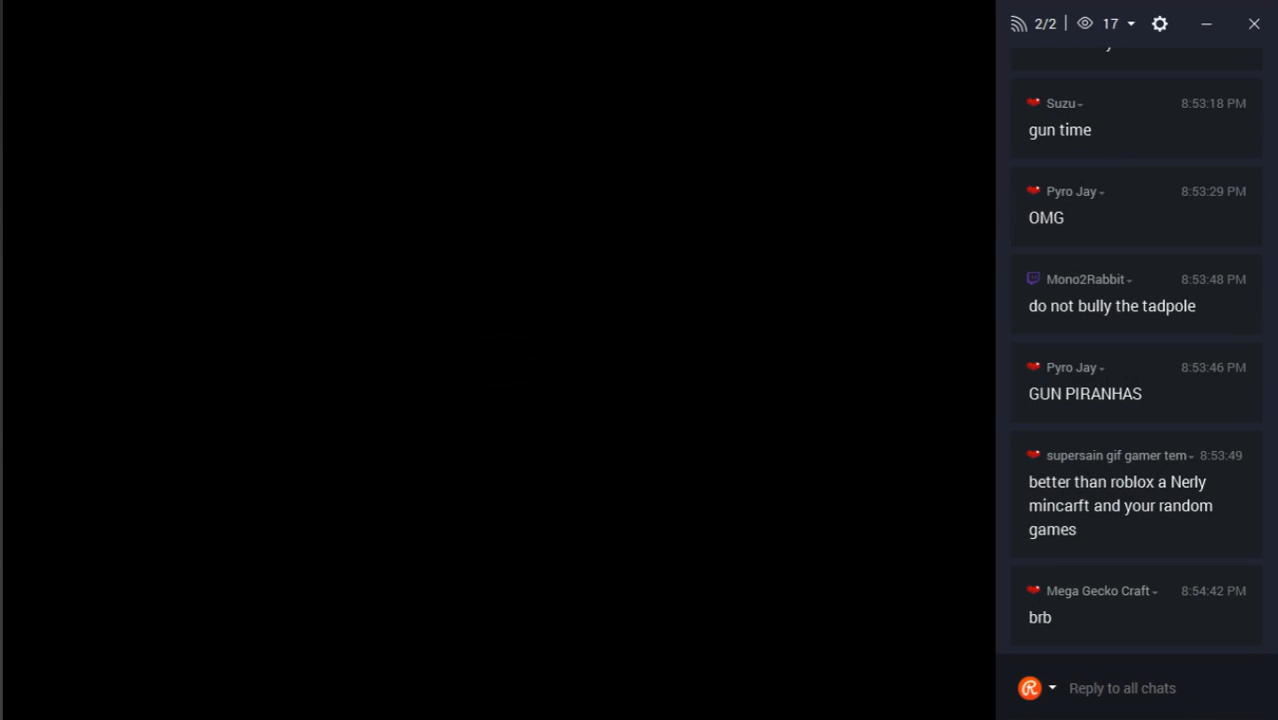 2/2 | 17
Suzu 8:53:18 PM
gun time
Pyro Jay 8:53:29 PM
OMG
Mono2Rabbit 8:53:48 PM
do not bully the tadpole
Pyro Jay 8:53:46 PM
GUN PIRANHAS
supersain gif gamer tem 8:53:49
better than roblox a Nerly
mincarft and your random
games
Mega Gecko Craft 8:54:42 PM
brb
Reply to all chats